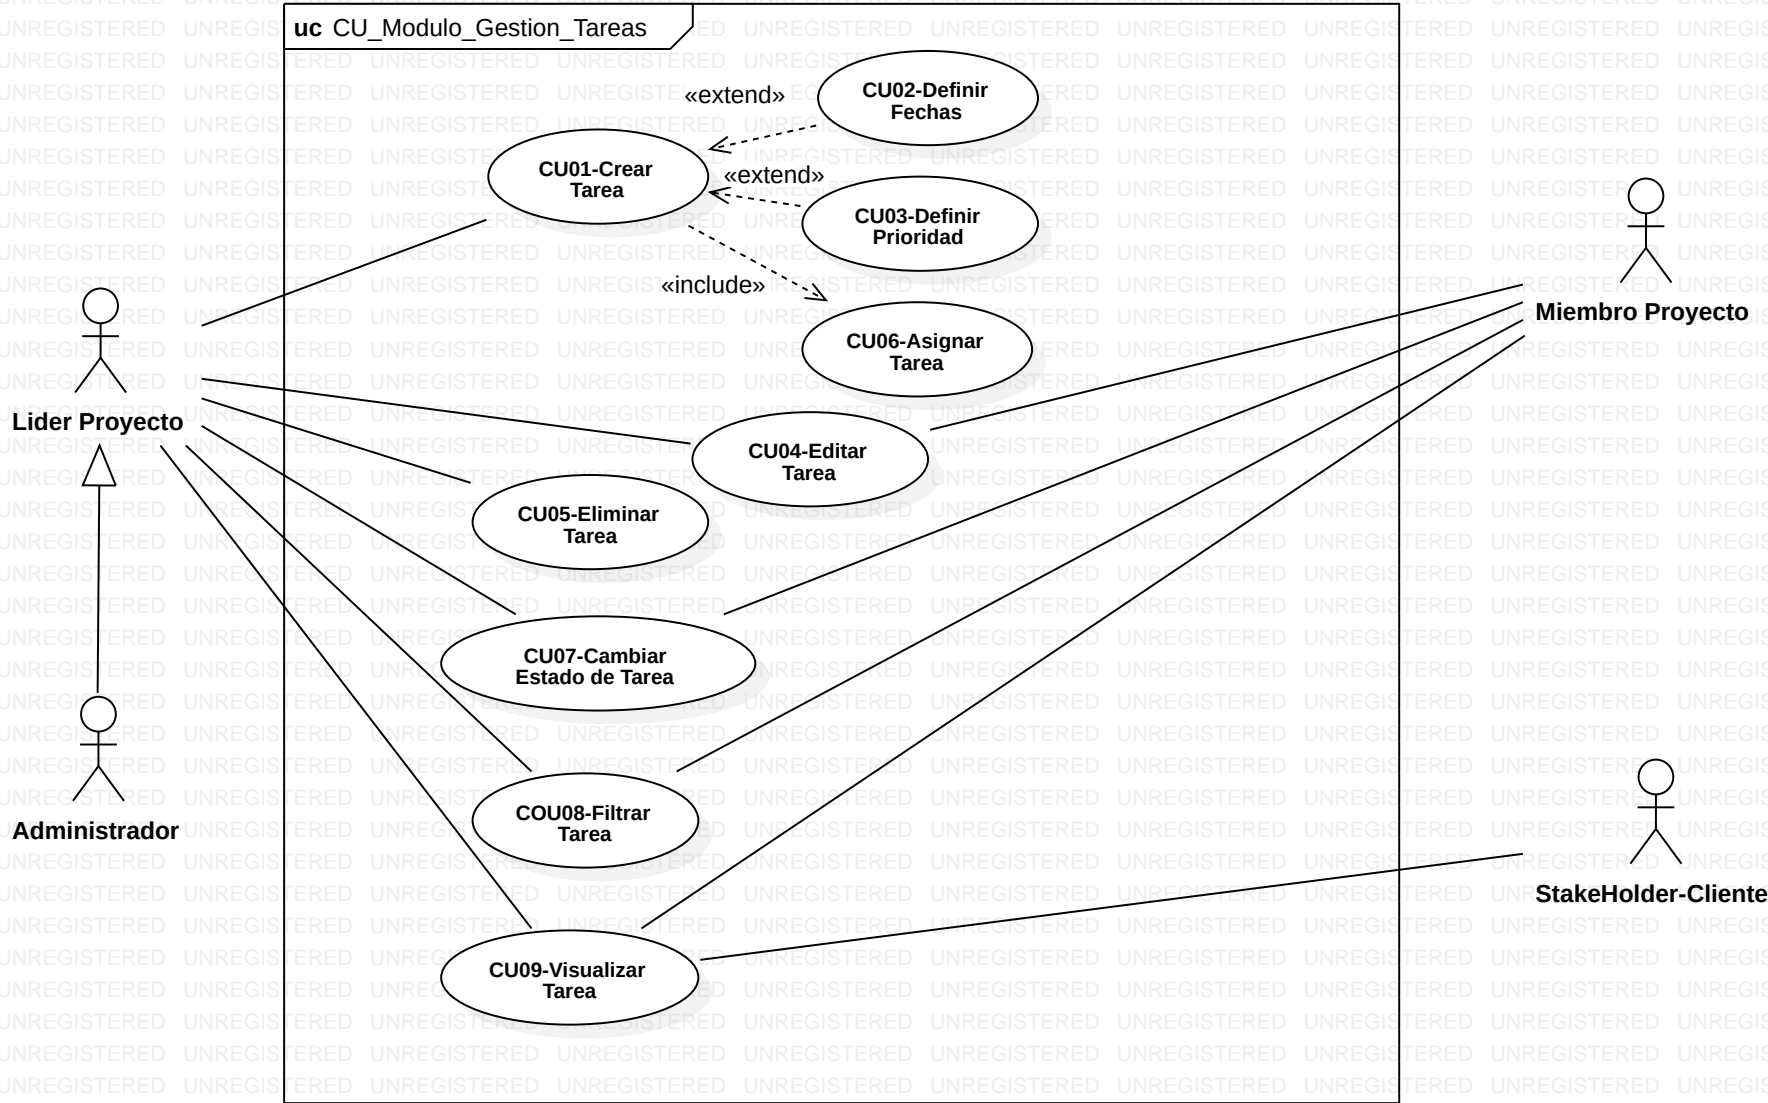 uc CU_Modulo_Gestion_Tareas
«extend»
CU02-Definir
Fechas
CU01-Crear
Tarea
«extend»
CU03-Definir
Prioridad
«include»
CU06-Asignar
Tarea
Miembro Proyecto
Lider Proyecto
CU04-Editar
Tarea
CU05-Eliminar
Tarea
CU07-Cambiar
Estado de Tarea
COU08-Filtrar
Tarea
Administrador
StakeHolder-Cliente
CU09-Visualizar
Tarea
UNREGISTERED